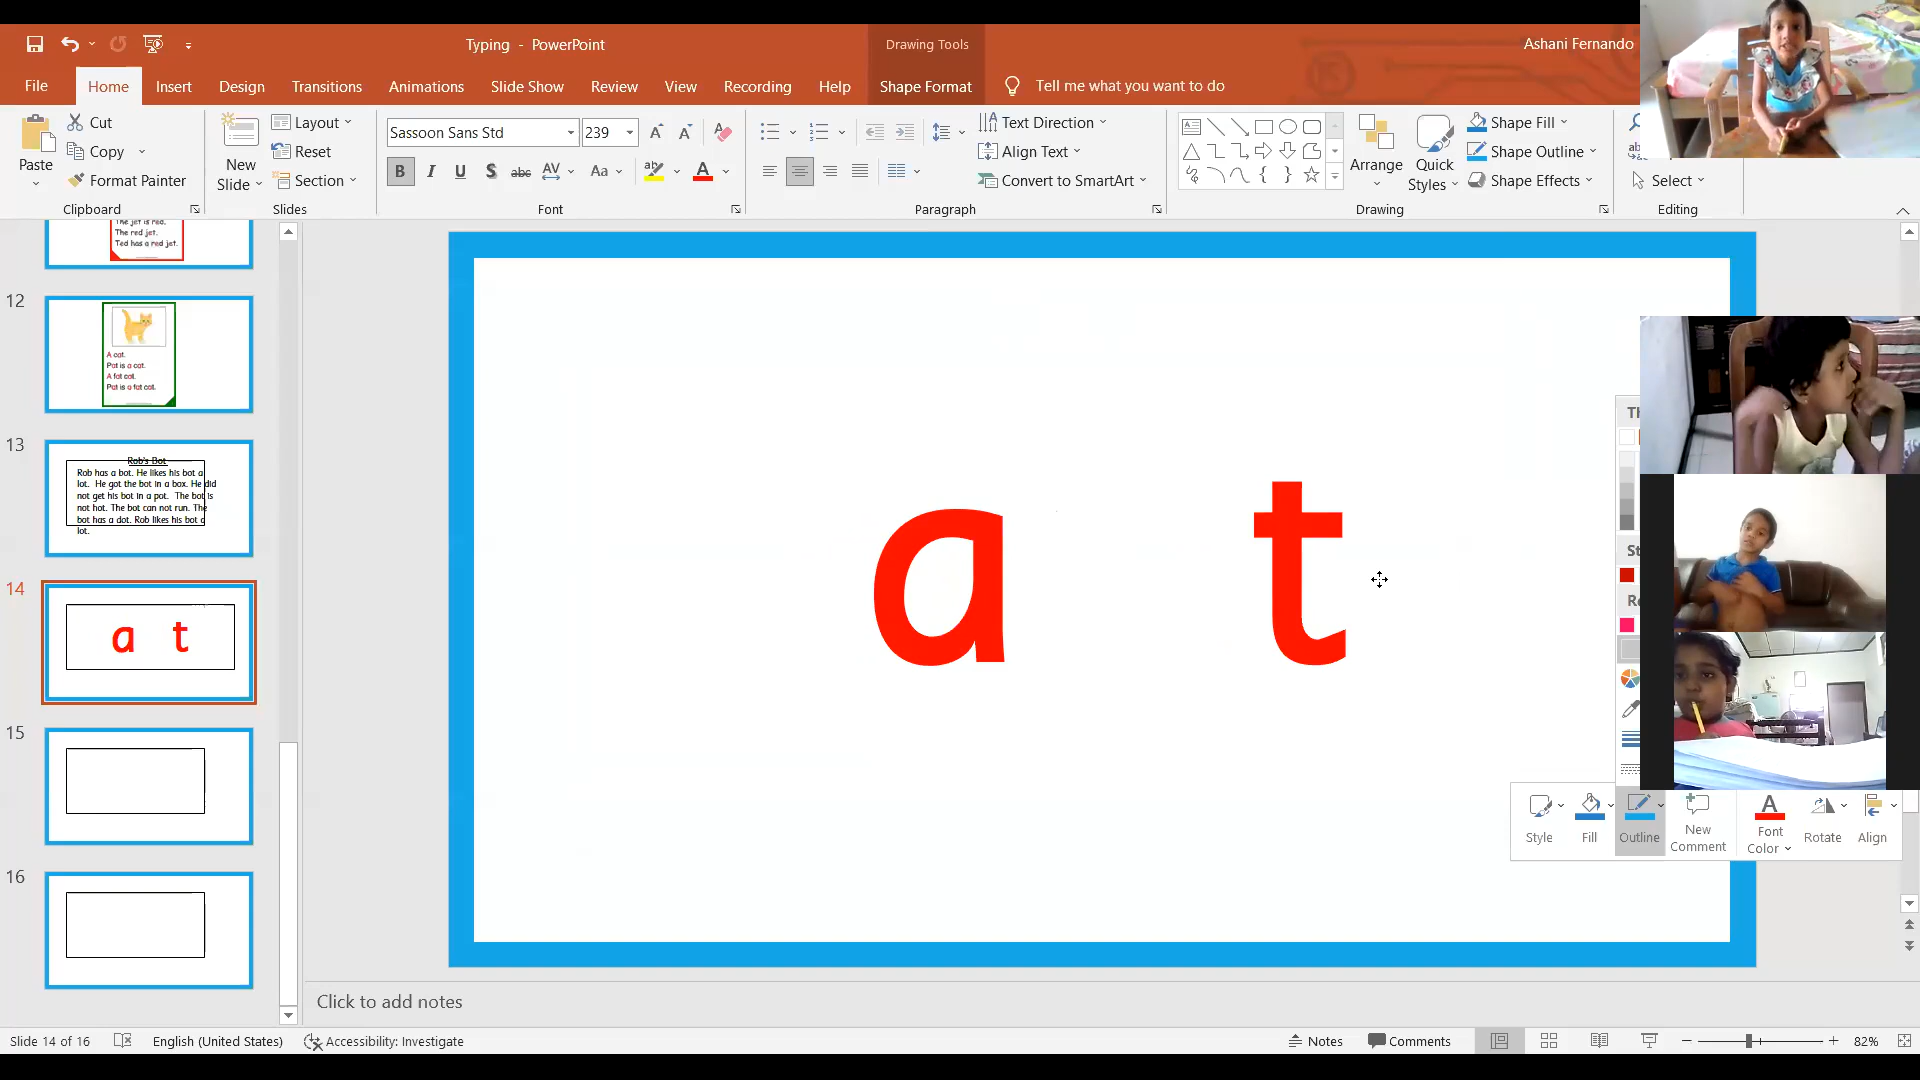 Typing - PowerPoint
Drawing Tools
Ashani Fernando
File
Home
Insert
Design
Transitions
Animations
Slide Show
Review
View
Recording
Help
Shape Format
Tell me what you want to do
Paste
Cut
Copy
Format Painter
Clipboard
New Slide
Layout
Reset
Section
Slides
Sassoon Sans Std
239
Font
Text Direction
Align Text
Convert to SmartArt
Paragraph
Arrange
Quick Styles
Shape Fill
Shape Outline
Shape Effects
Drawing
Select
Editing
The jet is red.
The red jet.
Ted has a red jet.
12
A cat.
Pat is a cat.
A fat cat.
Pat is a fat cat.
13
Rob's Bot
Rob has a bot. He likes his bot a
lot. He got the bot in a box. He did
not get his bot in a pot. The bot is
not hot. The bot can not run. The
bot has a dot. Rob likes his bot a
lot.
14
a t
15
16
a t
Style
Fill
Outline
New Comment
Font Color
Rotate
Align
Click to add notes
Slide 14 of 16
English (United States)
Accessibility: Investigate
Notes
Comments
82%